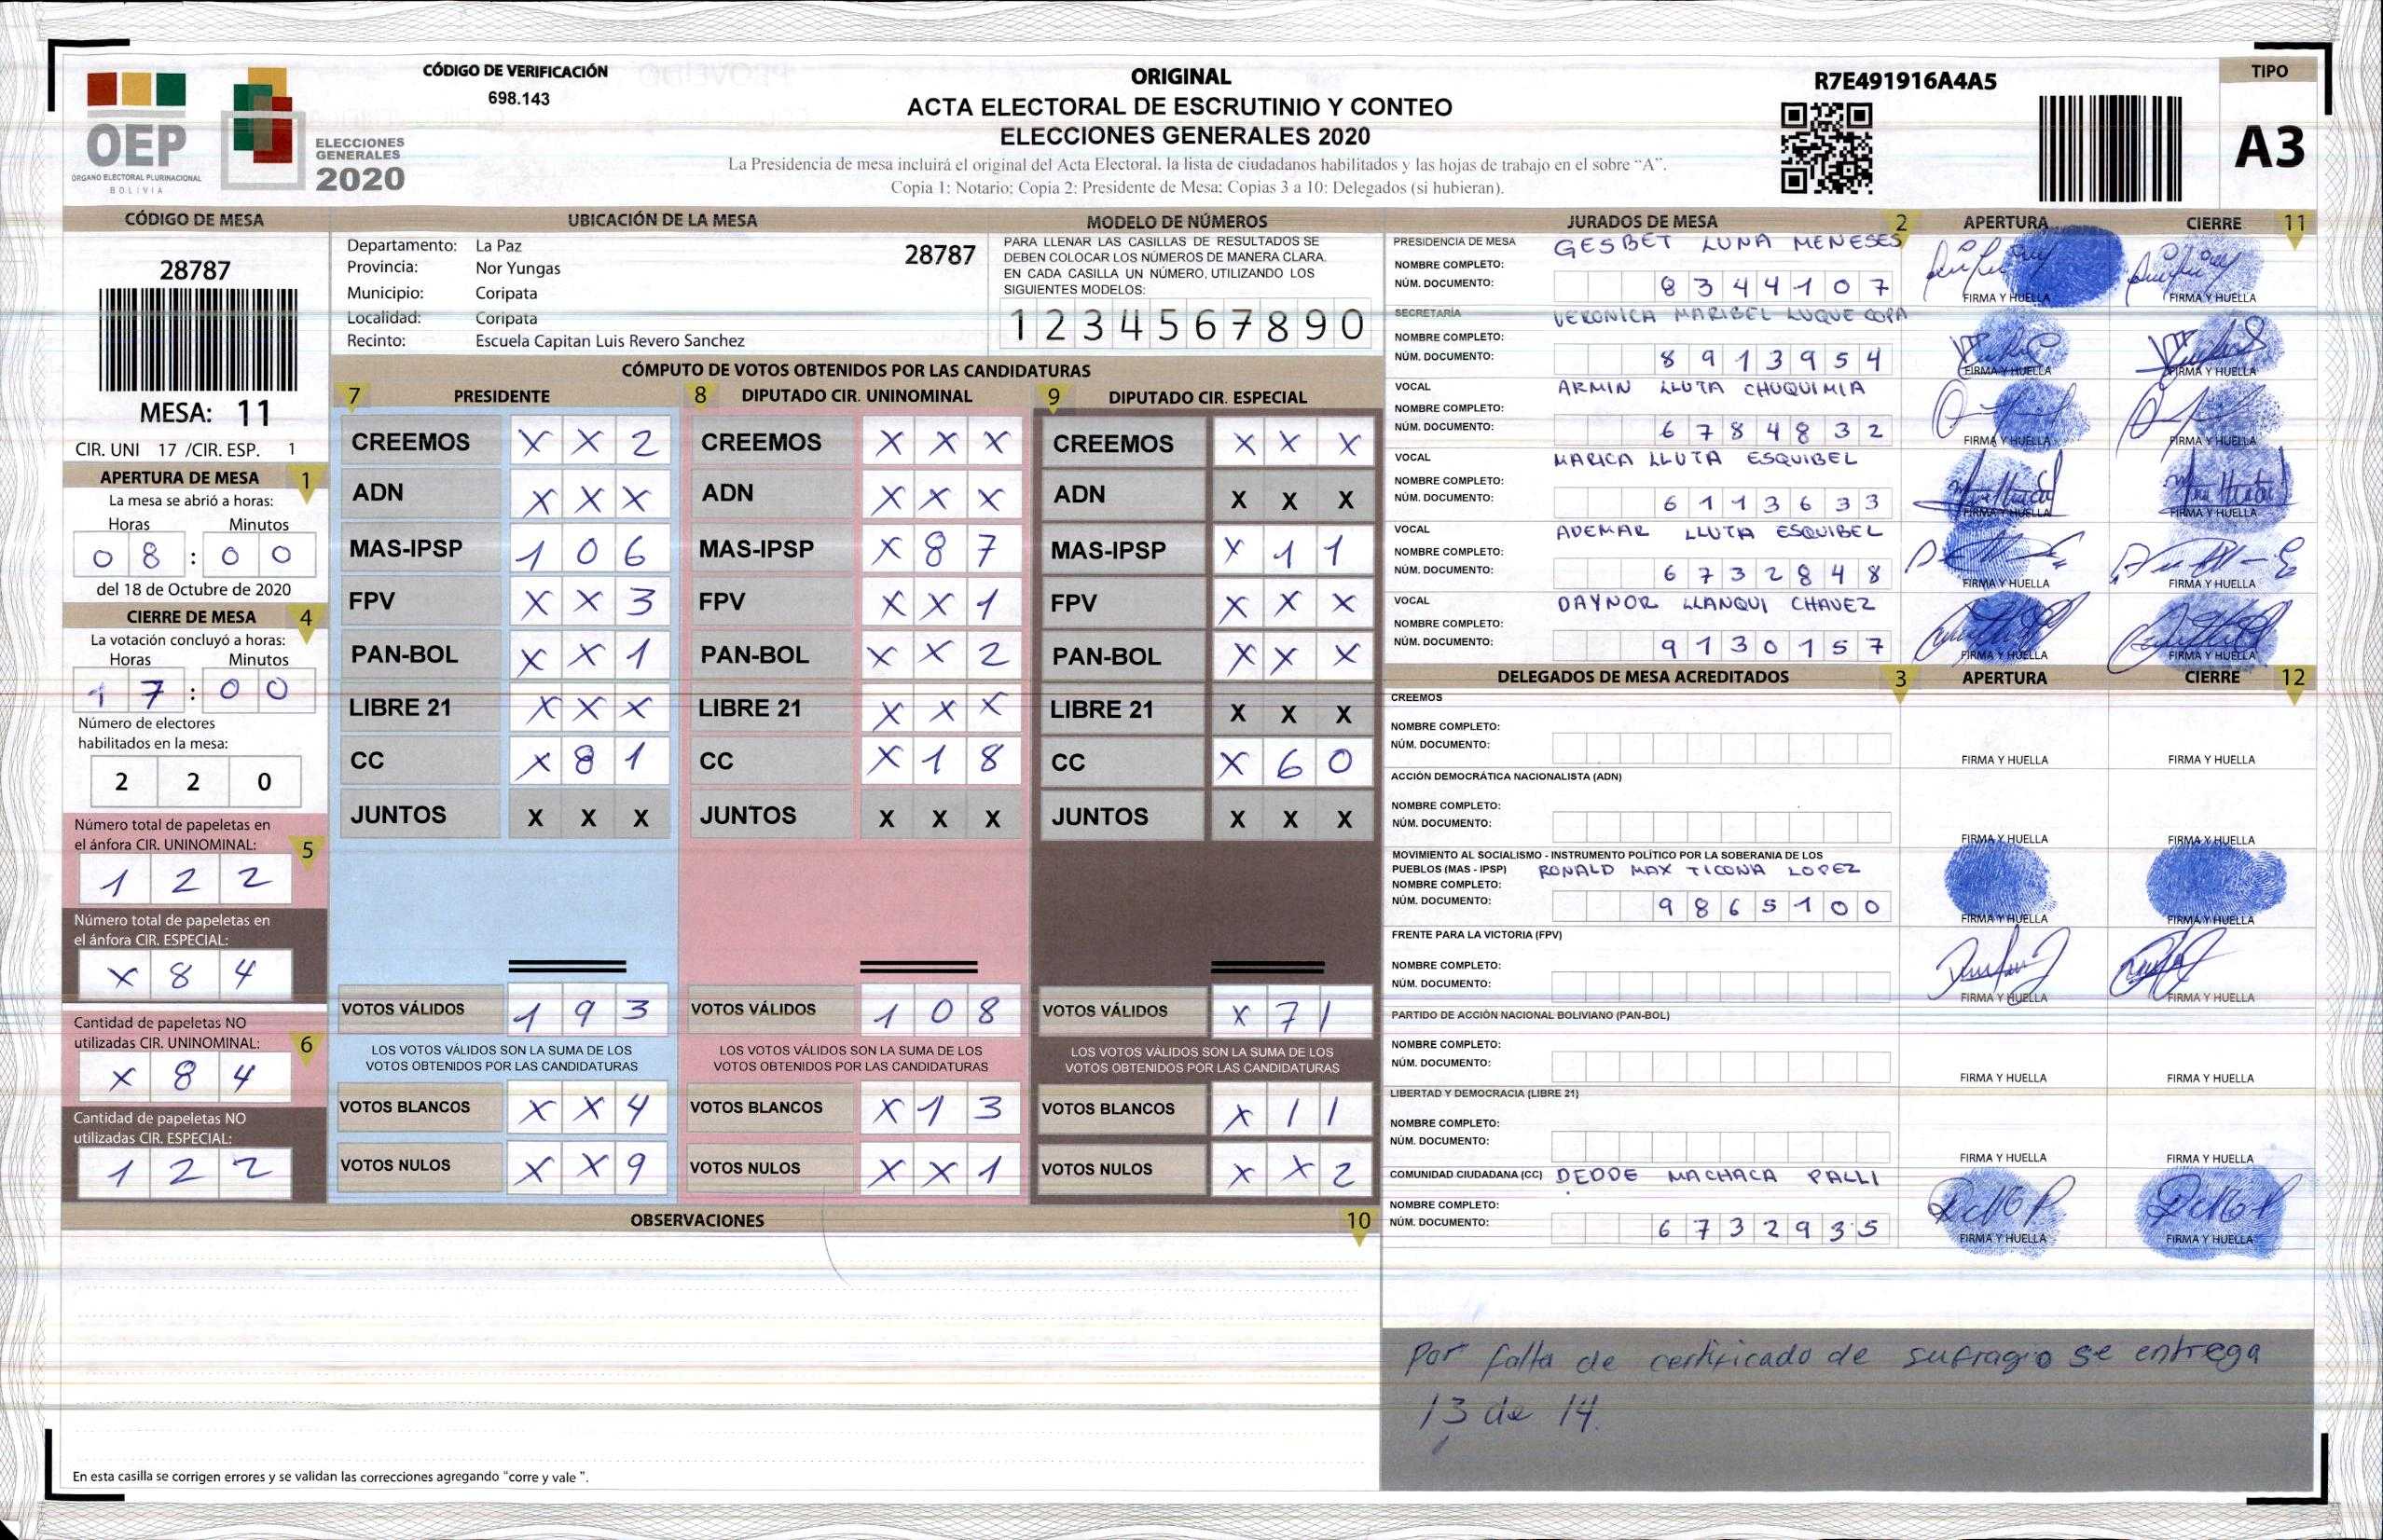 CÓDIGO DE VERIFICACIÓN
698.143
OEP
ORGANO ELECTORAL PLURINACIONAL
BOLIVIA
ELECCIONES
GENERALES
2020
ORIGINAL
ACTA ELECTORAL DE ESCRUTINIO Y CONTEO
ELECCIONES GENERALES 2020
La Presidencia de mesa incluirá el original del Acta Electoral. la lista de ciudadanos habilitados y las hojas de trabajo en el sobre “A”.
Copia 1: Notario; Copia 2: Presidente de Mesa; Copias 3 a 10: Delegados (si hubieran).
R7E491916A4A5
TIPO
A3
CÓDIGO DE MESA
28787
MESA: 11
CIR. UNI 17 /CIR. ESP. 1
APERTURA DE MESA 1
La mesa se abrió a horas:
Horas Minutos
0 8 : 0 0
del 18 de Octubre de 2020
CIERRE DE MESA 4
La votación concluyó a horas:
Horas Minutos
1 7 : 0 0
Número de electores
habilitados en la mesa:
2 2 0
Número total de papeletas en
el ánfora CIR. UNINOMINAL: 5
1 2 2
Número total de papeletas en
el ánfora CIR. ESPECIAL:
X 8 4
Cantidad de papeletas NO
utilizadas CIR. UNINOMINAL: 6
X 8 4
Cantidad de papeletas NO
utilizadas CIR. ESPECIAL:
1 2 2
UBICACIÓN DE LA MESA
Departamento: La Paz 28787
Provincia: Nor Yungas
Municipio: Coripata
Localidad: Coripata
Recinto: Escuela Capitan Luis Revero Sanchez
MODELO DE NÚMEROS
PARA LLENAR LAS CASILLAS DE RESULTADOS SE
DEBEN COLOCAR LOS NÚMEROS DE MANERA CLARA.
EN CADA CASILLA UN NÚMERO, UTILIZANDO LOS
SIGUIENTES MODELOS:
1 2 3 4 5 6 7 8 9 0
CÓMPUTO DE VOTOS OBTENIDOS POR LAS CANDIDATURAS
7 PRESIDENTE 8 DIPUTADO CIR. UNINOMINAL 9 DIPUTADO CIR. ESPECIAL
CREEMOS X X 2 CREEMOS X X X CREEMOS X X X
ADN X X X ADN X X X ADN X X X
MAS-IPSP 1 0 6 MAS-IPSP X 8 7 MAS-IPSP X 1 1
FPV X X 3 FPV X X 1 FPV X X X
PAN-BOL X X 1 PAN-BOL X X 2 PAN-BOL X X X
LIBRE 21 X X X LIBRE 21 X X X LIBRE 21 X X X
CC X 8 1 CC X 1 8 CC X 6 0
JUNTOS X X X JUNTOS X X X JUNTOS X X X
VOTOS VÁLIDOS 1 9 3 VOTOS VÁLIDOS 1 0 8 VOTOS VÁLIDOS X 7 1
LOS VOTOS VÁLIDOS SON LA SUMA DE LOS LOS VOTOS VÁLIDOS SON LA SUMA DE LOS LOS VOTOS VÁLIDOS SON LA SUMA DE LOS
VOTOS OBTENIDOS POR LAS CANDIDATURAS VOTOS OBTENIDOS POR LAS CANDIDATURAS VOTOS OBTENIDOS POR LAS CANDIDATURAS
VOTOS BLANCOS X X 4 VOTOS BLANCOS X 1 3 VOTOS BLANCOS X 1 1
VOTOS NULOS X X 9 VOTOS NULOS X X 1 VOTOS NULOS X X 2
OBSERVACIONES 10
En esta casilla se corrigen errores y se validan las correcciones agregando “corre y vale ”.
JURADOS DE MESA 2 APERTURA CIERRE 11
PRESIDENCIA DE MESA GESBET LUNA MENESES
NOMBRE COMPLETO:
NÚM. DOCUMENTO: 8 3 4 4 1 0 7
FIRMA Y HUELLA FIRMA Y HUELLA
SECRETARÍA VERONICA MARIBEL LUQUE COPA
NOMBRE COMPLETO:
NÚM. DOCUMENTO: 8 9 1 3 9 5 4
FIRMA Y HUELLA FIRMA Y HUELLA
VOCAL ARMIN LLUTA CHUQUIMIA
NOMBRE COMPLETO:
NÚM. DOCUMENTO: 6 7 8 4 8 3 2
FIRMA Y HUELLA FIRMA Y HUELLA
VOCAL MARICA LLUTA ESQUIBEL
NOMBRE COMPLETO:
NÚM. DOCUMENTO: 6 1 1 3 6 3 3
FIRMA Y HUELLA FIRMA Y HUELLA
VOCAL ADEMAR LLUTA ESQUIBEL
NOMBRE COMPLETO:
NÚM. DOCUMENTO: 6 7 3 2 8 4 8
FIRMA Y HUELLA FIRMA Y HUELLA
VOCAL DAYNOR LLANQUI CHAVEZ
NOMBRE COMPLETO:
NÚM. DOCUMENTO: 9 1 3 0 1 5 7
FIRMA Y HUELLA FIRMA Y HUELLA
DELEGADOS DE MESA ACREDITADOS 3 APERTURA CIERRE 12
CREEMOS
NOMBRE COMPLETO:
NÚM. DOCUMENTO:
FIRMA Y HUELLA FIRMA Y HUELLA
ACCIÓN DEMOCRÁTICA NACIONALISTA (ADN)
NOMBRE COMPLETO:
NÚM. DOCUMENTO:
FIRMA Y HUELLA FIRMA Y HUELLA
MOVIMIENTO AL SOCIALISMO - INSTRUMENTO POLÍTICO POR LA SOBERANIA DE LOS
PUEBLOS (MAS - IPSP) RONALD MAX TICONA LOPEZ
NOMBRE COMPLETO:
NÚM. DOCUMENTO: 9 8 6 5 1 0 0
FIRMA Y HUELLA FIRMA Y HUELLA
FRENTE PARA LA VICTORIA (FPV)
NOMBRE COMPLETO:
NÚM. DOCUMENTO:
FIRMA Y HUELLA FIRMA Y HUELLA
PARTIDO DE ACCIÓN NACIONAL BOLIVIANO (PAN-BOL)
NOMBRE COMPLETO:
NÚM. DOCUMENTO:
FIRMA Y HUELLA FIRMA Y HUELLA
LIBERTAD Y DEMOCRACIA (LIBRE 21)
NOMBRE COMPLETO:
NÚM. DOCUMENTO:
FIRMA Y HUELLA FIRMA Y HUELLA
COMUNIDAD CIUDADANA (CC) DEDDE MACHACA PALLI
NOMBRE COMPLETO:
NÚM. DOCUMENTO: 6 7 3 2 9 3 5
FIRMA Y HUELLA FIRMA Y HUELLA
Por falta de certificado de sufragio se entrega
13 de 14.